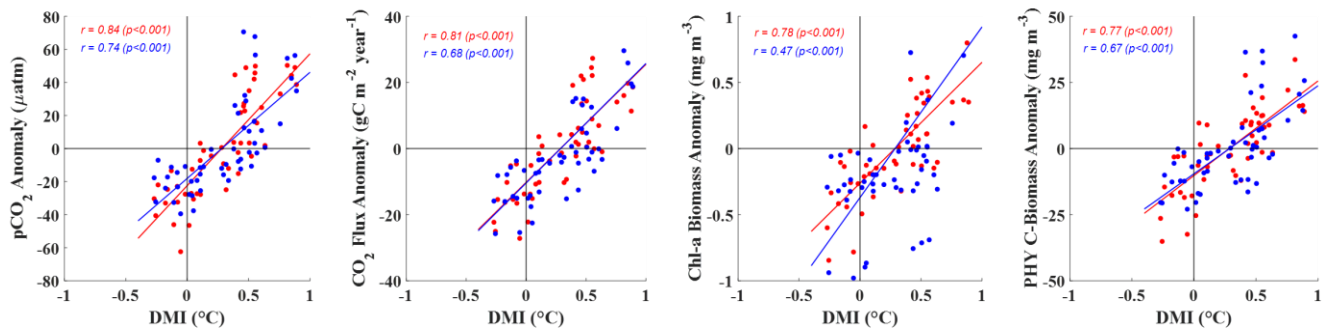 pCO₂ Anomaly (μatm)
80
60
40
20
0
-20
-40
-60
-80
r = 0.84 (p<0.001)
r = 0.74 (p<0.001)
-1
-0.5
0
0.5
1
DMI (°C)
CO₂ Flux Anomaly (gC m⁻² year⁻¹)
40
20
0
-20
-40
r = 0.81 (p<0.001)
r = 0.68 (p<0.001)
-1
-0.5
0
0.5
1
DMI (°C)
Chl-a Biomass Anomaly (mg m⁻³)
1
0.5
0
-0.5
-1
r = 0.78 (p<0.001)
r = 0.47 (p<0.001)
-1
-0.5
0
0.5
1
DMI (°C)
PHY C-Biomass Anomaly (mg m⁻³)
50
25
0
-25
-50
r = 0.77 (p<0.001)
r = 0.67 (p<0.001)
-1
-0.5
0
0.5
1
DMI (°C)